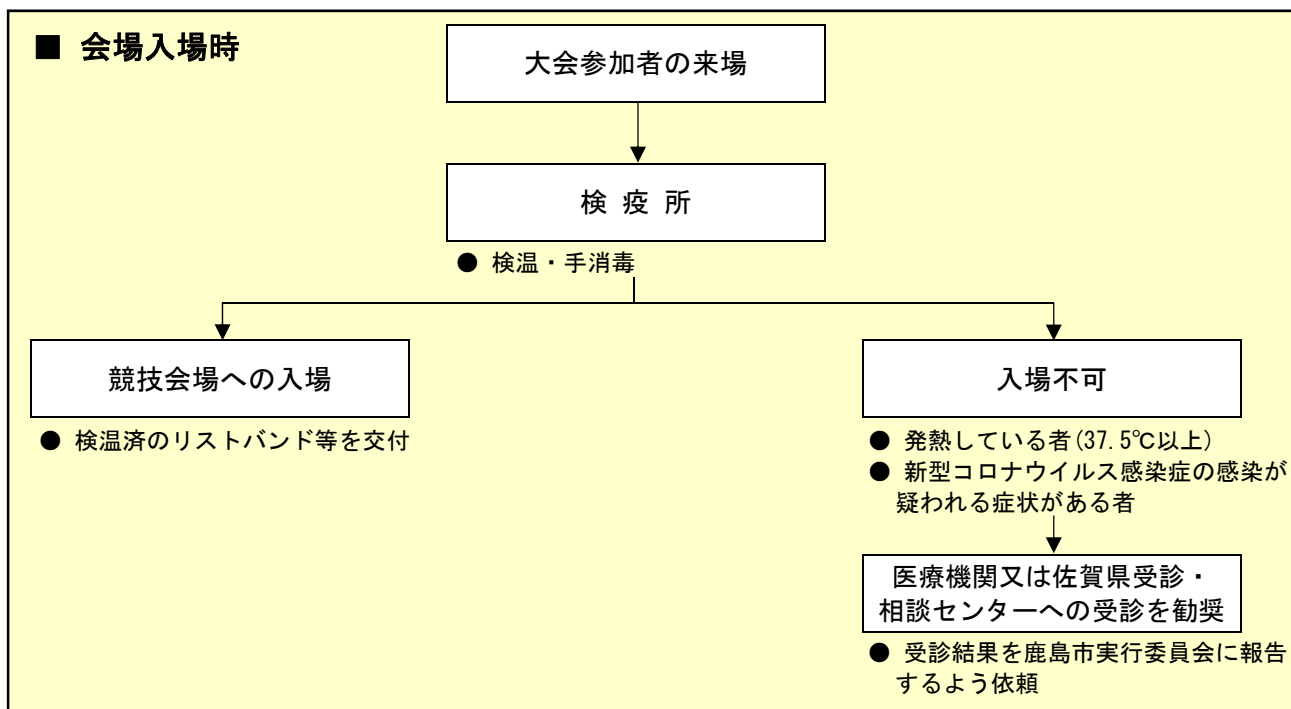 ■ 会場入場時
大会参加者の来場
検 疫 所
● 検温・手消毒
競技会場への入場
● 検温済のリストバンド等を交付
入場不可
● 発熱している者(37.5℃以上)
● 新型コロナウイルス感染症の感染が
疑われる症状がある者
医療機関又は佐賀県受診・
相談センターへの受診を勧奨
● 受診結果を鹿島市実行委員会に報告
するよう依頼